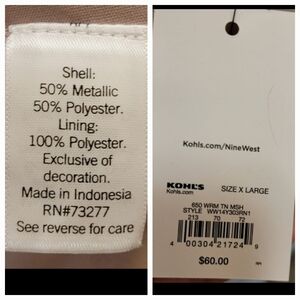 Shell:
50% Metallic
50% Polyester.
Lining:
100% Polyester.
Exclusive of
decoration.
Made in Indonesia
RN#73277
See reverse for care
Kohls.com/NineWest
KOHL'S
Kohls.com
SIZE X LARGE
650 WRM TN MSH
STYLE WW14Y303RN1
213 70 72
4 00304 21724 9
$60.00